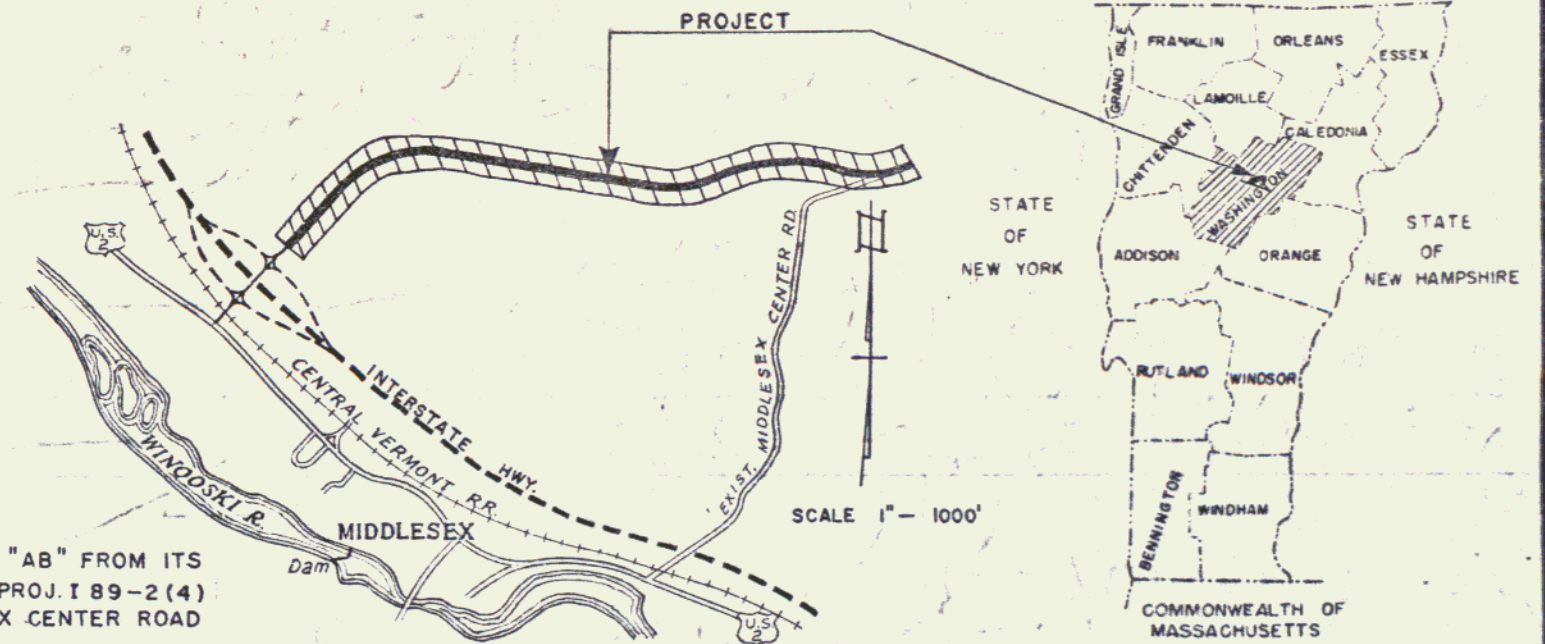 PROJECT
U.S.
2
INTERSTATE HWY.
CENTRAL VERMONT R.R.
WINOOSKI R.
MIDDLESEX
Dam
EXIST. MIDDLESEX CENTER RD.
U.S.
2
SCALE 1" — 1000'
"AB" FROM ITS
PROJ. I 89-2(4)
X CENTER ROAD
GRAND ISLE
FRANKLIN
ORLEANS
ESSEX
LAMOILLE
CALEDONIA
CHITTENDEN
WASHINGTON
STATE
OF
NEW YORK
ADDISON
ORANGE
STATE
OF
NEW HAMPSHIRE
RUTLAND
WINDSOR
BENNINGTON
WINDHAM
COMMONWEALTH OF
MASSACHUSETTS